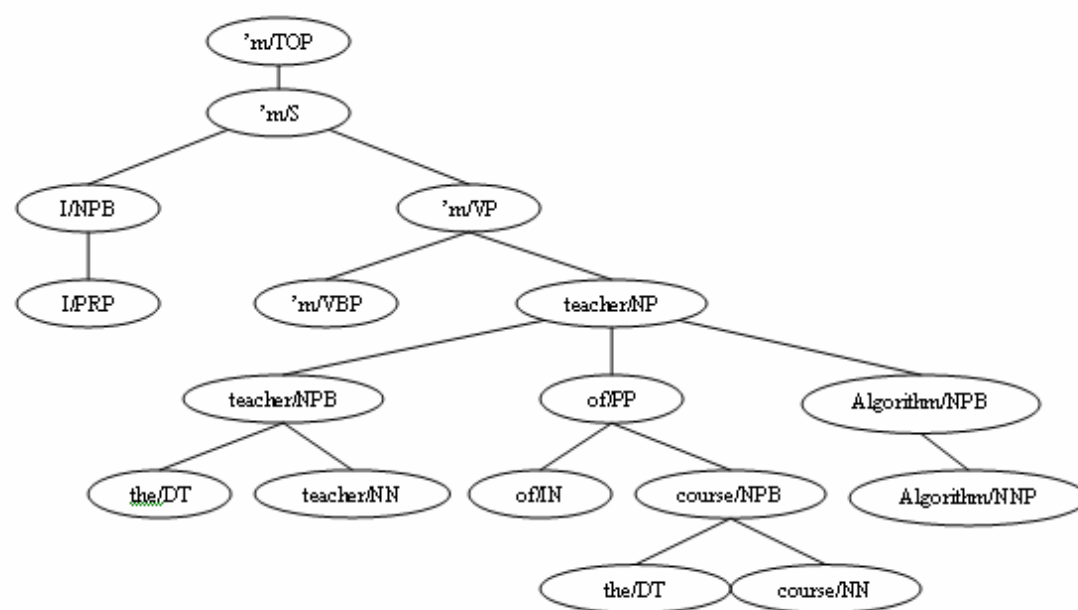 ’m/TOP
’m/S
I/NPB ’m/VP
I/PRP ’m/VBP teacher/NP
teacher/NPB of/PP Algorithm/NPB
the/DT teacher/NN of/IN course/NPB Algorithm/NNP
the/DT course/NN